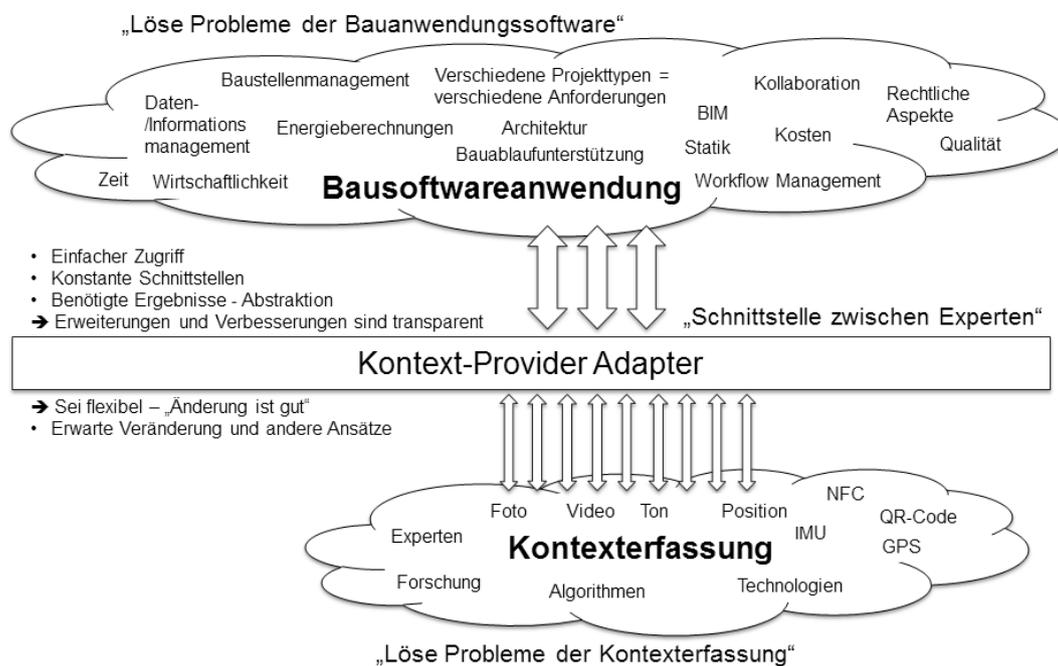 „Löse Probleme der Bauanwendungssoftware“
Baustellenmanagement
Verschiedene Projekttypen =
verschiedene Anforderungen
Kollaboration
Daten-
/Informations
management
Energieberechnungen
Architektur
BIM
Rechtliche
Aspekte
Bauablaufunterstützung
Statik
Kosten
Qualität
Zeit
Wirtschaftlichkeit
Bausoftwareanwendung
Workflow Management
• Einfacher Zugriff
• Konstante Schnittstellen
• Benötigte Ergebnisse - Abstraktion
➔ Erweiterungen und Verbesserungen sind transparent
„Schnittstelle zwischen Experten“
Kontext-Provider Adapter
➔ Sei flexibel – „Änderung ist gut“
• Erwarte Veränderung und andere Ansätze
Foto
Video
Ton
Position
NFC
QR-Code
Experten
Kontexterfassung
IMU
GPS
Forschung
Algorithmen
Technologien
„Löse Probleme der Kontexterfassung“